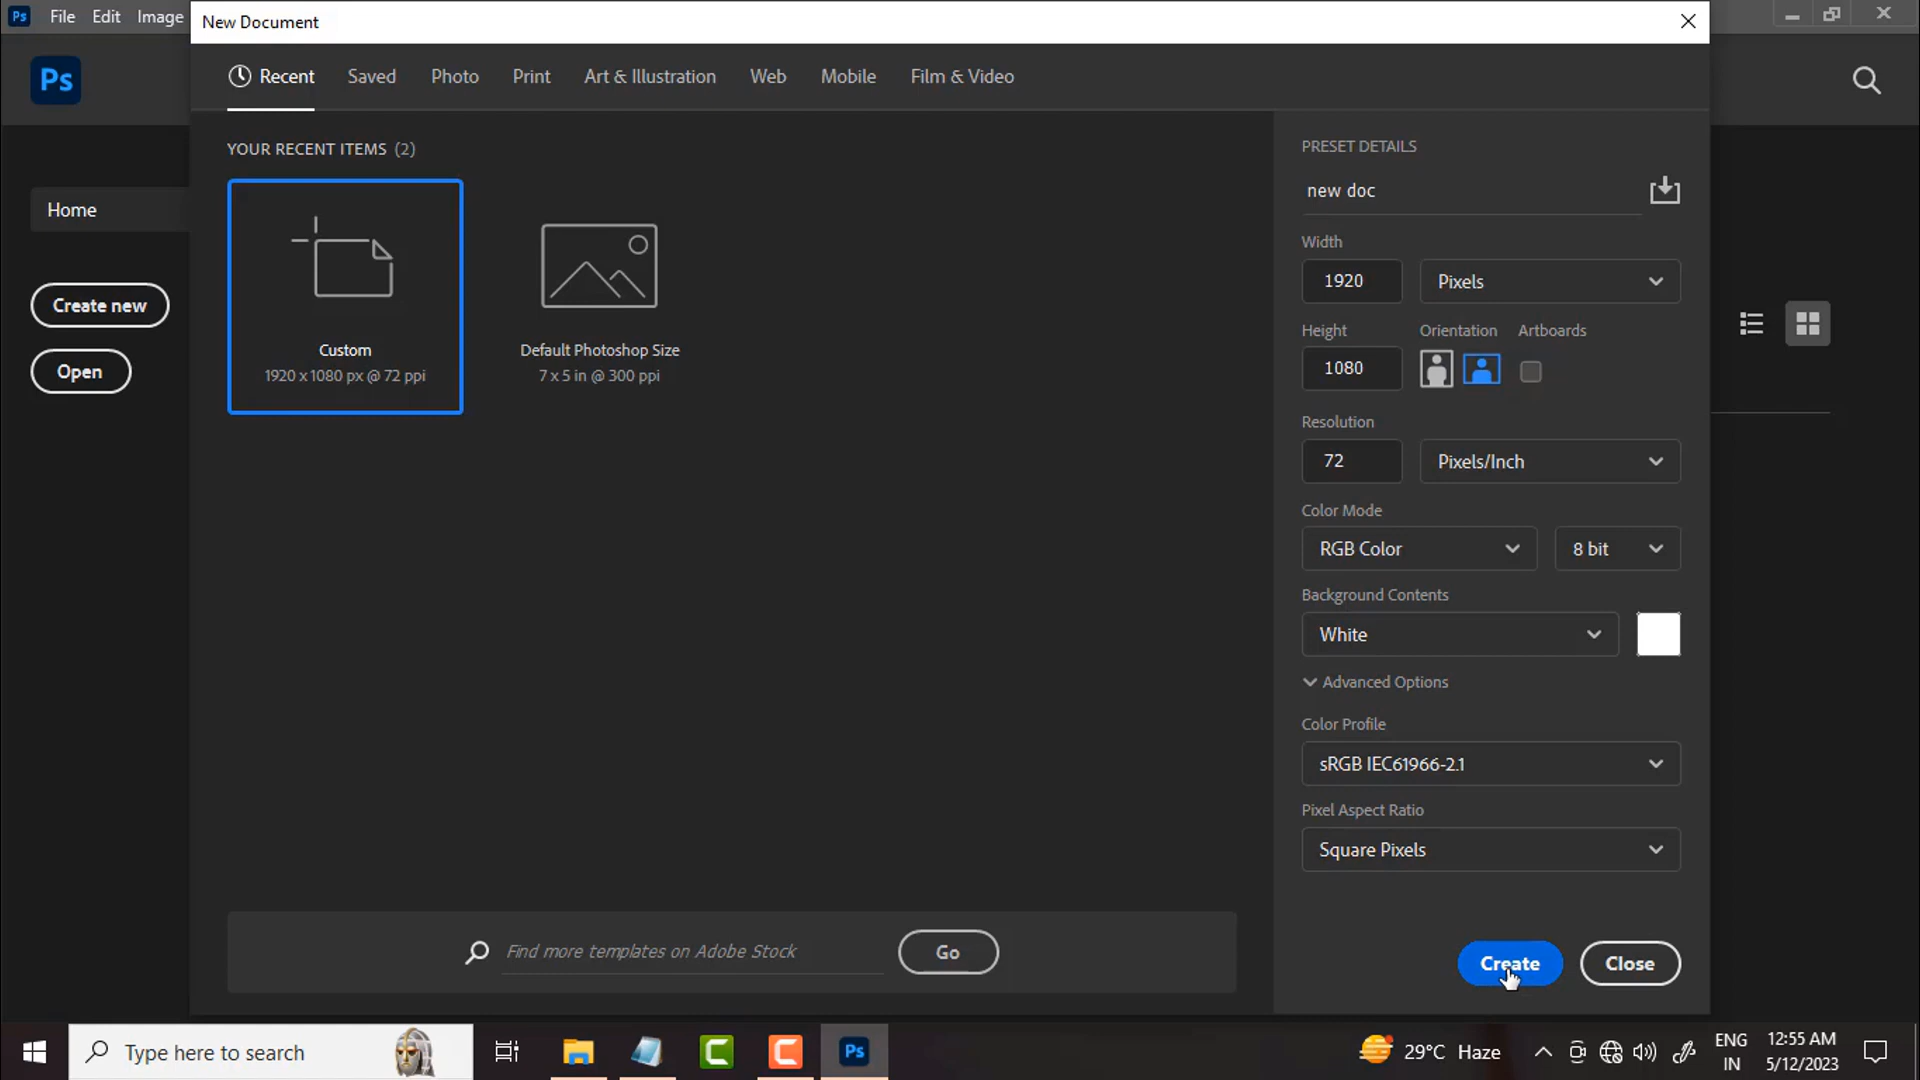 Ps File Edit Image
New Document
Ps
Recent Saved Photo Print Art & Illustration Web Mobile Film & Video
YOUR RECENT ITEMS (2)
Home
Create new
Open
Custom
1920 x 1080 px @ 72 ppi
Default Photoshop Size
7 x 5 in @ 300 ppi
PRESET DETAILS
new doc
Width
1920 Pixels
Height Orientation Artboards
1080
Resolution
72 Pixels/Inch
Color Mode
RGB Color 8 bit
Background Contents
White
Advanced Options
Color Profile
sRGB IEC61966-2.1
Pixel Aspect Ratio
Square Pixels
Find more templates on Adobe Stock Go
Create Close
Type here to search
Ps
29°C Haze
ENG
IN
12:55 AM
5/12/2023